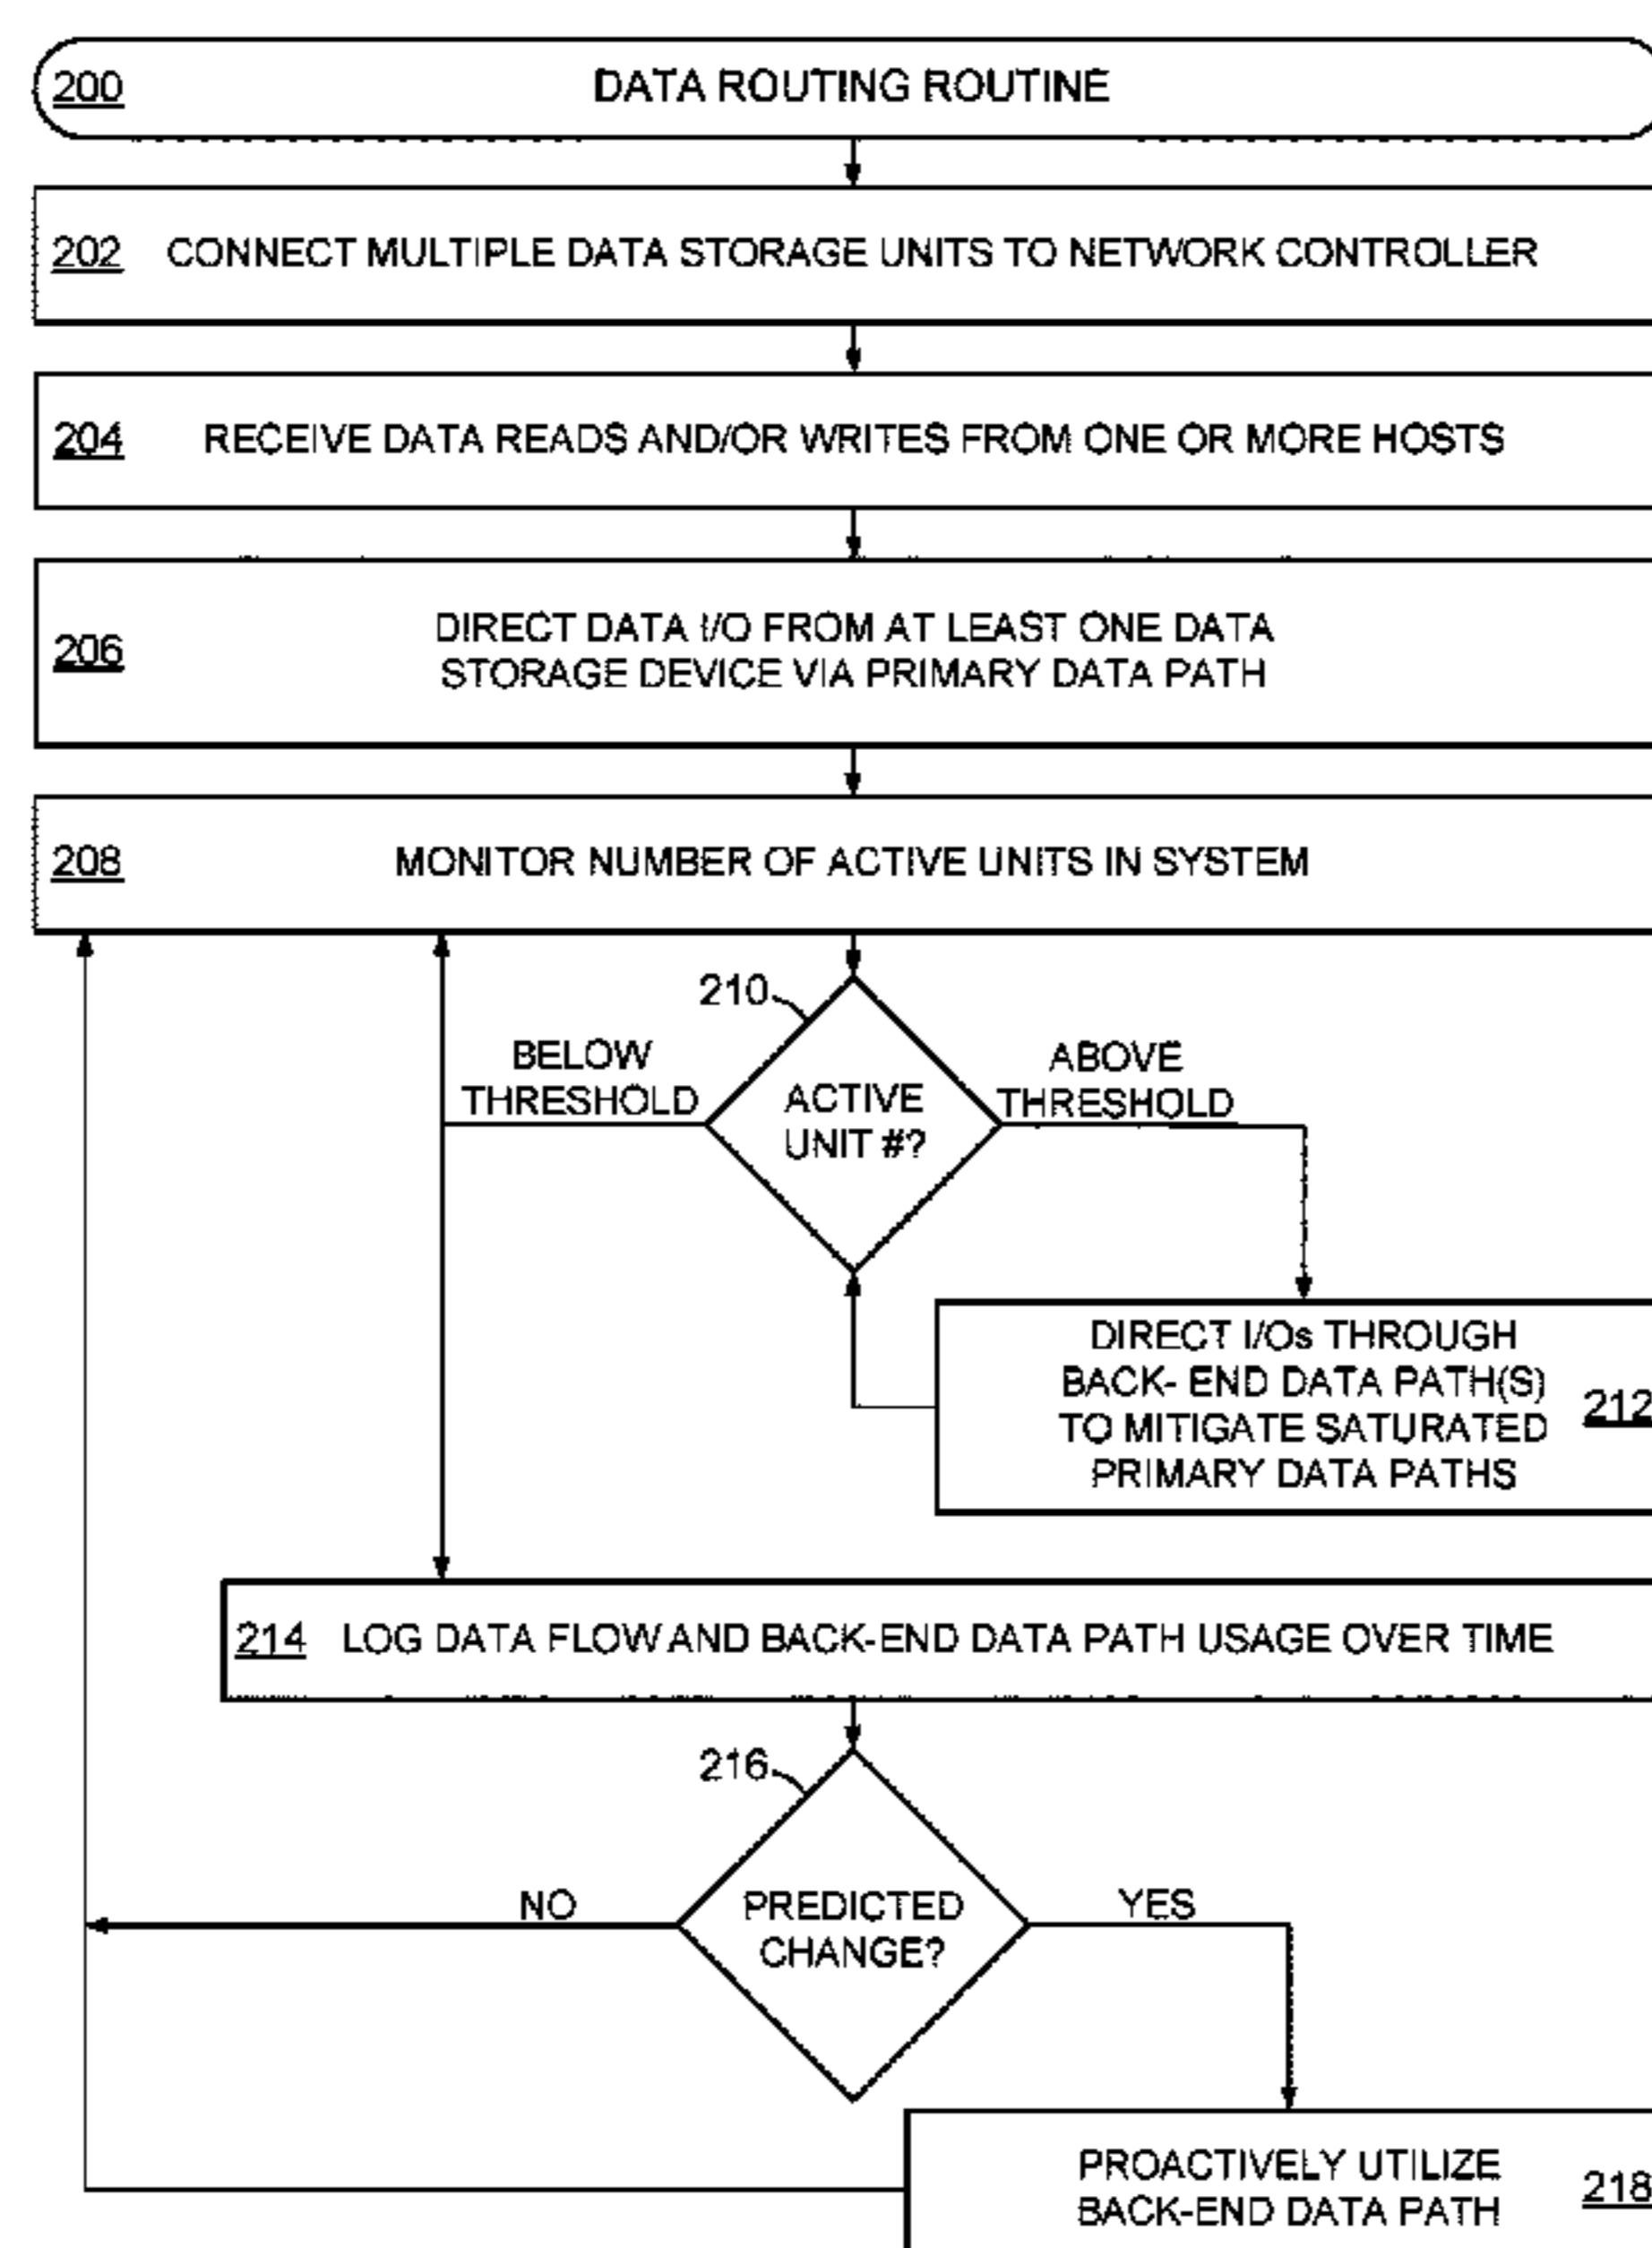 200 DATA ROUTING ROUTINE
202 CONNECT MULTIPLE DATA STORAGE UNITS TO NETWORK CONTROLLER
204 RECEIVE DATA READS AND/OR WRITES FROM ONE OR MORE HOSTS
206 DIRECT DATA I/O FROM AT LEAST ONE DATA
STORAGE DEVICE VIA PRIMARY DATA PATH
208 MONITOR NUMBER OF ACTIVE UNITS IN SYSTEM
210
BELOW
THRESHOLD
ACTIVE
UNIT #?
ABOVE
THRESHOLD
DIRECT I/Os THROUGH
BACK- END DATA PATH(S)
TO MITIGATE SATURATED
PRIMARY DATA PATHS
212
214 LOG DATA FLOW AND BACK-END DATA PATH USAGE OVER TIME
216
NO
PREDICTED
CHANGE?
YES
PROACTIVELY UTILIZE
BACK-END DATA PATH
218